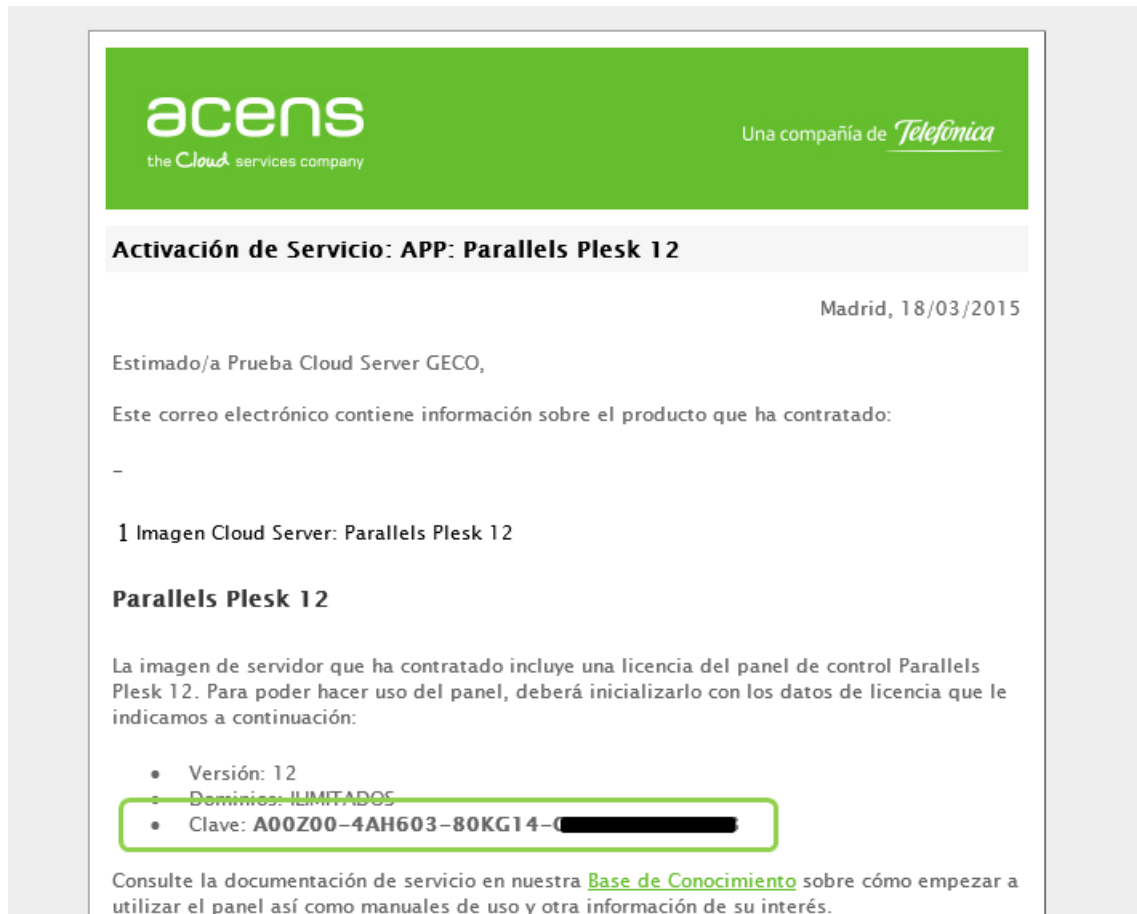 acens
the Cloud services company
Una compañía de Telefónica
Activación de Servicio: APP: Parallels Plesk 12
Madrid, 18/03/2015
Estimado/a Prueba Cloud Server GECO,
Este correo electrónico contiene información sobre el producto que ha contratado:
–
1 Imagen Cloud Server: Parallels Plesk 12
Parallels Plesk 12
La imagen de servidor que ha contratado incluye una licencia del panel de control Parallels
Plesk 12. Para poder hacer uso del panel, deberá inicializarlo con los datos de licencia que le
indicamos a continuación:
• Versión: 12
• Dominios: ILIMITADOS
• Clave: A00Z00-4AH603-80KG14-
Consulte la documentación de servicio en nuestra Base de Conocimiento sobre cómo empezar a
utilizar el panel así como manuales de uso y otra información de su interés.